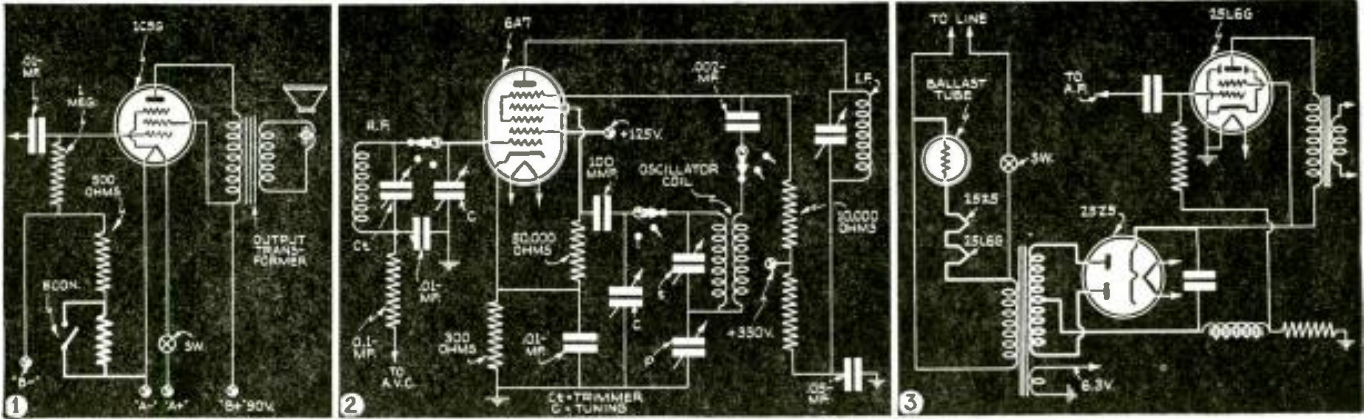 1C5G
.01-
MF.
1
MEG.
500
OHMS
OUTPUT
TRANS-
FORMER
ECON.
SW
"B-"
"A-" "A+" "B+" 90V.
1
6A7
.007-
MF.
I.F.
R.F.
+125V.
100
MMF.
OSCILLATOR
COIL
C
Ct
.01-
MF.
50,000
OHMS
10,000
OHMS
C
+330V.
0.1-
MF.
300
OHMS
.01-
MF.
P
TO
A.V.C.
.05-
MF.
Ct=TRIMMER
C=TUNING
2
TO LINE
25L6G
BALLAST
TUBE
TO
A.F.
SW.
25Z5
25Z5
25L6G
6.3V.
3